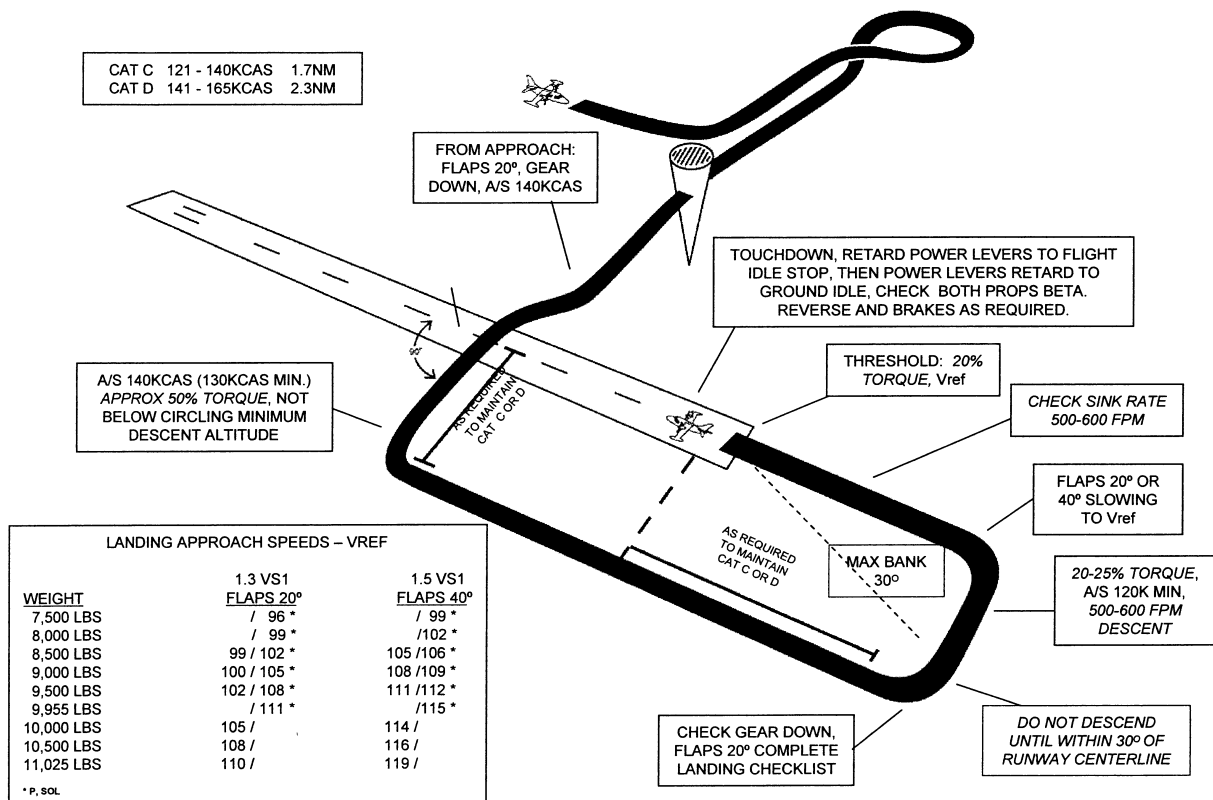 CAT C 121 - 140KCAS 1.7NM
CAT D 141 - 165KCAS 2.3NM
FROM APPROACH:
FLAPS 20º, GEAR
DOWN, A/S 140KCAS
TOUCHDOWN, RETARD POWER LEVERS TO FLIGHT
IDLE STOP, THEN POWER LEVERS RETARD TO
GROUND IDLE, CHECK BOTH PROPS BETA.
REVERSE AND BRAKES AS REQUIRED.
90º
THRESHOLD: 20%
TORQUE, Vref
A/S 140KCAS (130KCAS MIN.)
APPROX 50% TORQUE, NOT
BELOW CIRCLING MINIMUM
DESCENT ALTITUDE
AS REQUIRED
TO MAINTAIN
CAT C OR D
CHECK SINK RATE
500-600 FPM
FLAPS 20º OR
40º SLOWING
TO Vref
AS REQUIRED
TO MAINTAIN
CAT C OR D
MAX BANK
30º
20-25% TORQUE,
A/S 120K MIN,
500-600 FPM
DESCENT
LANDING APPROACH SPEEDS – VREF
1.3 VS1 1.5 VS1
WEIGHT FLAPS 20º FLAPS 40º
7,500 LBS / 96 * / 99 *
8,000 LBS / 99 * /102 *
8,500 LBS 99 / 102 * 105 /106 *
9,000 LBS 100 / 105 * 108 /109 *
9,500 LBS 102 / 108 * 111 /112 *
9,955 LBS / 111 * /115 *
10,000 LBS 105 / 114 /
10,500 LBS 108 / 116 /
11,025 LBS 110 / 119 /
* P, SOL
CHECK GEAR DOWN,
FLAPS 20º COMPLETE
LANDING CHECKLIST
DO NOT DESCEND
UNTIL WITHIN 30º OF
RUNWAY CENTERLINE